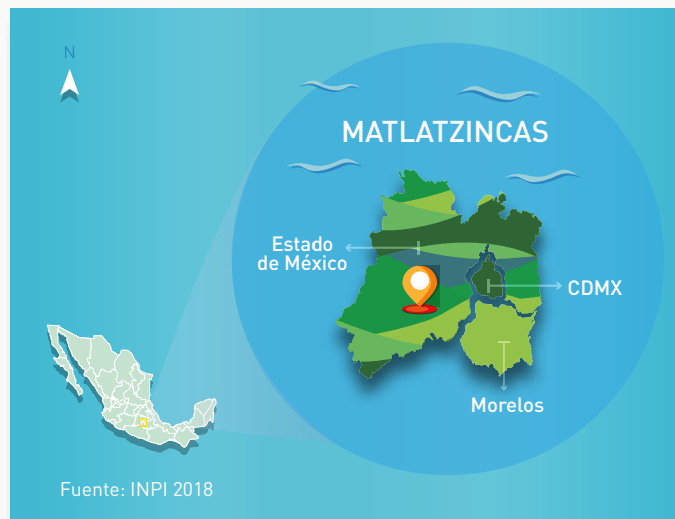 N
MATLATZINCAS
Estado
de México
CDMX
Morelos
Fuente: INPI 2018